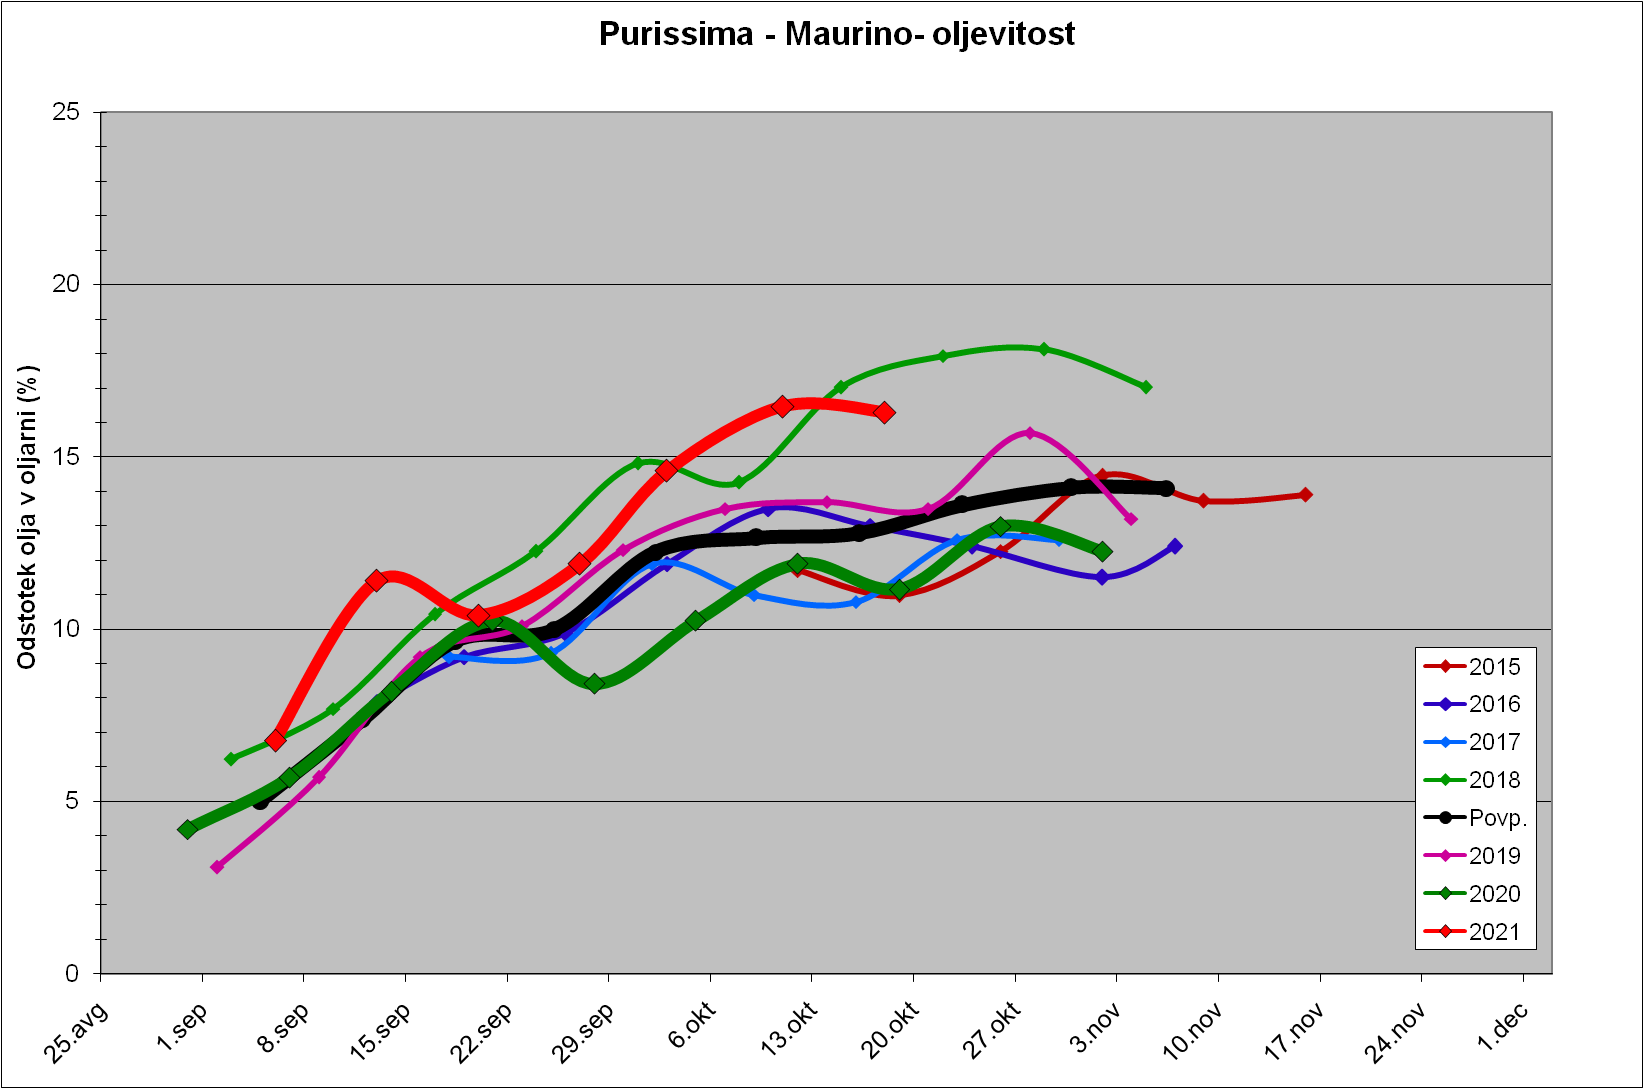 Purissima - Maurino- oljevitost
Odstotek olja v oljarni (%)
25
20
15
10
5
0
25.avg
1.sep
8.sep
15.sep
22.sep
29.sep
6.okt
13.okt
20.okt
27.okt
3.nov
10.nov
17.nov
24.nov
1.dec
2015
2016
2017
2018
Povp.
2019
2020
2021